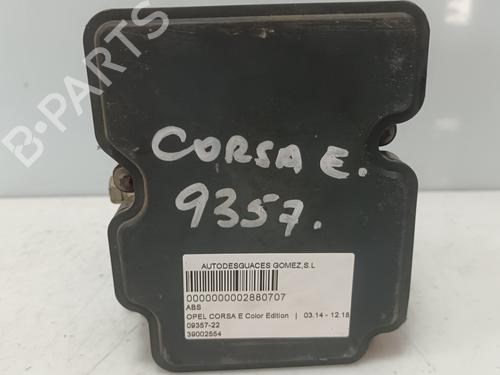 B-PARTS
CORSA E.
9357.
AUTODESGUACES GOMEZ,S.L
0000000002880707
ABS
OPEL CORSA E Color Edition | 03.14 - 12.18
09357-22
39002554